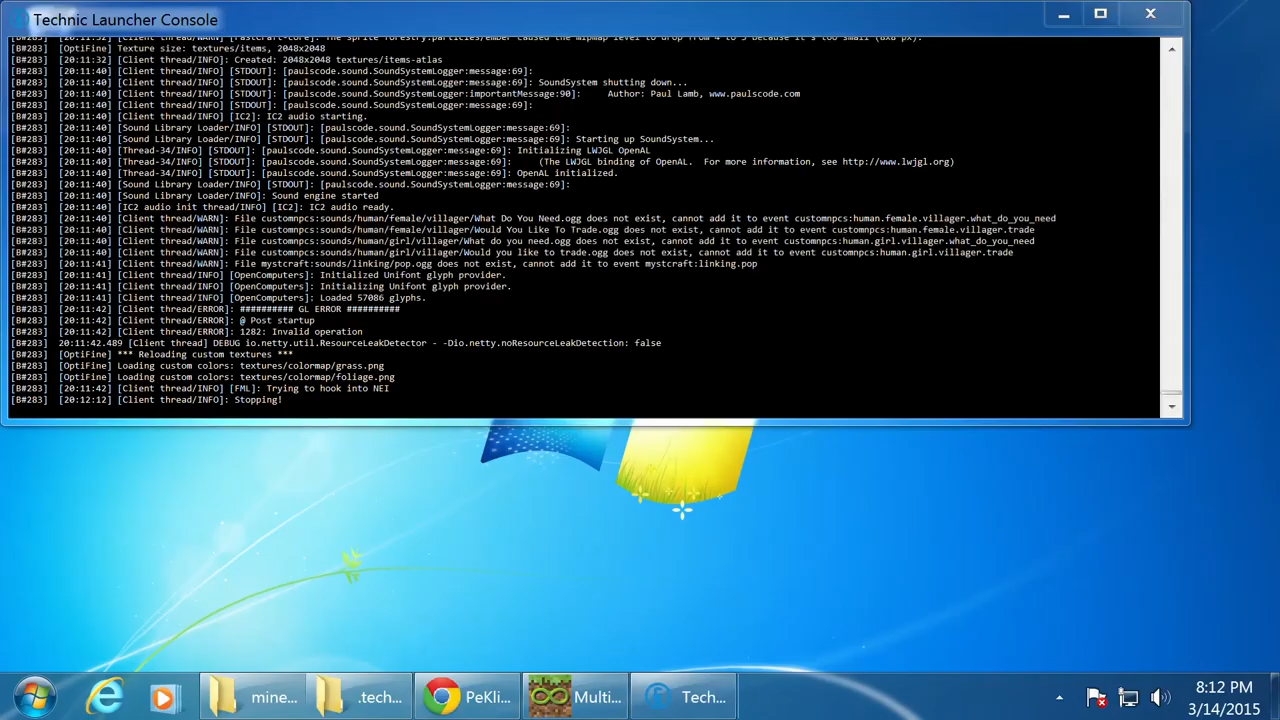 Technic Launcher Console
[B#283] [20:11:32] [Client thread/INFO] [FastCraft-core]: The sprite forestry:particles/ember caused the mipmap level to drop from 4 to 3 because it's too small (8x8 px).
[B#283] [OptiFine] Texture size: textures/items, 2048x2048
[B#283] [20:11:32] [Client thread/INFO]: Created: 2048x2048 textures/items-atlas
[B#283] [20:11:40] [Client thread/INFO] [STDOUT]: [paulscode.sound.SoundSystemLogger:message:69]:
[B#283] [20:11:40] [Client thread/INFO] [STDOUT]: [paulscode.sound.SoundSystemLogger:message:69]: SoundSystem shutting down...
[B#283] [20:11:40] [Client thread/INFO] [STDOUT]: [paulscode.sound.SoundSystemLogger:importantMessage:90]: Author: Paul Lamb, www.paulscode.com
[B#283] [20:11:40] [Client thread/INFO] [STDOUT]: [paulscode.sound.SoundSystemLogger:message:69]:
[B#283] [20:11:40] [Client thread/INFO] [IC2]: IC2 audio starting.
[B#283] [20:11:40] [Sound Library Loader/INFO] [STDOUT]: [paulscode.sound.SoundSystemLogger:message:69]:
[B#283] [20:11:40] [Sound Library Loader/INFO] [STDOUT]: [paulscode.sound.SoundSystemLogger:message:69]: Starting up SoundSystem...
[B#283] [20:11:40] [Thread-34/INFO] [STDOUT]: [paulscode.sound.SoundSystemLogger:message:69]: Initializing LWJGL OpenAL
[B#283] [20:11:40] [Thread-34/INFO] [STDOUT]: [paulscode.sound.SoundSystemLogger:message:69]: (The LWJGL binding of OpenAL. For more information, see http://www.lwjgl.org)
[B#283] [20:11:40] [Thread-34/INFO] [STDOUT]: [paulscode.sound.SoundSystemLogger:message:69]: OpenAL initialized.
[B#283] [20:11:40] [Sound Library Loader/INFO] [STDOUT]: [paulscode.sound.SoundSystemLogger:message:69]:
[B#283] [20:11:40] [Sound Library Loader/INFO]: Sound engine started
[B#283] [20:11:40] [IC2 audio init thread/INFO] [IC2]: IC2 audio ready.
[B#283] [20:11:40] [Client thread/WARN]: File customnpcs:sounds/human/female/villager/What Do You Need.ogg does not exist, cannot add it to event customnpcs:human.female.villager.what_do_you_need
[B#283] [20:11:40] [Client thread/WARN]: File customnpcs:sounds/human/female/villager/Would You Like To Trade.ogg does not exist, cannot add it to event customnpcs:human.female.villager.trade
[B#283] [20:11:40] [Client thread/WARN]: File customnpcs:sounds/human/girl/villager/What do you need.ogg does not exist, cannot add it to event customnpcs:human.girl.villager.what_do_you_need
[B#283] [20:11:40] [Client thread/WARN]: File customnpcs:sounds/human/girl/villager/Would you like to trade.ogg does not exist, cannot add it to event customnpcs:human.girl.villager.trade
[B#283] [20:11:41] [Client thread/WARN]: File mystcraft:sounds/linking/pop.ogg does not exist, cannot add it to event mystcraft:linking.pop
[B#283] [20:11:41] [Client thread/INFO] [OpenComputers]: Initialized Unifont glyph provider.
[B#283] [20:11:41] [Client thread/INFO] [OpenComputers]: Initializing Unifont glyph provider.
[B#283] [20:11:41] [Client thread/INFO] [OpenComputers]: Loaded 57086 glyphs.
[B#283] [20:11:42] [Client thread/ERROR]: ########## GL ERROR ##########
[B#283] [20:11:42] [Client thread/ERROR]: @ Post startup
[B#283] [20:11:42] [Client thread/ERROR]: 1282: Invalid operation
[B#283] 20:11:42.489 [Client thread] DEBUG io.netty.util.ResourceLeakDetector - -Dio.netty.noResourceLeakDetection: false
[B#283] [OptiFine] *** Reloading custom textures ***
[B#283] [OptiFine] Loading custom colors: textures/colormap/grass.png
[B#283] [OptiFine] Loading custom colors: textures/colormap/foliage.png
[B#283] [20:11:42] [Client thread/INFO] [FML]: Trying to hook into NEI
[B#283] [20:12:12] [Client thread/INFO]: Stopping!
mine... .tech... PeKli... Multi... Tech...
8:12 PM
3/14/2015